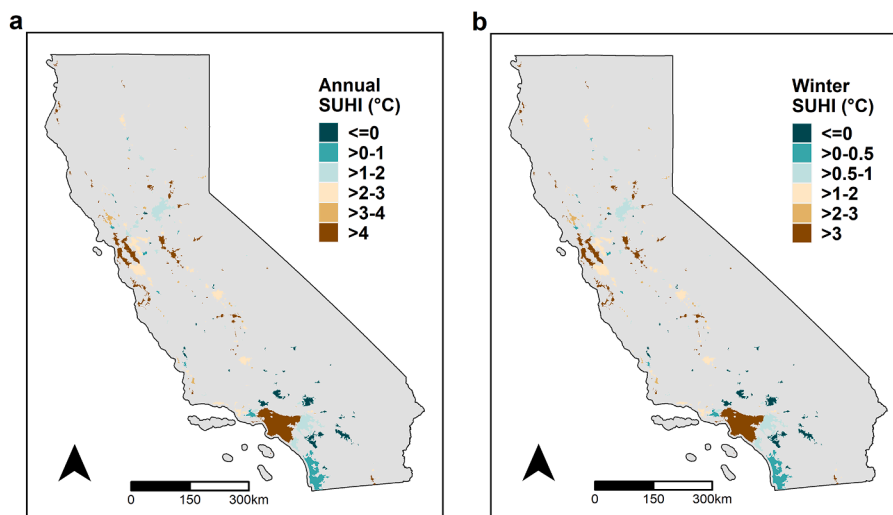 a
Annual
SUHI (°C)
<=0
>0-1
>1-2
>2-3
>3-4
>4
0 150 300km
b
Winter
SUHI (°C)
<=0
>0-0.5
>0.5-1
>1-2
>2-3
>3
0 150 300km